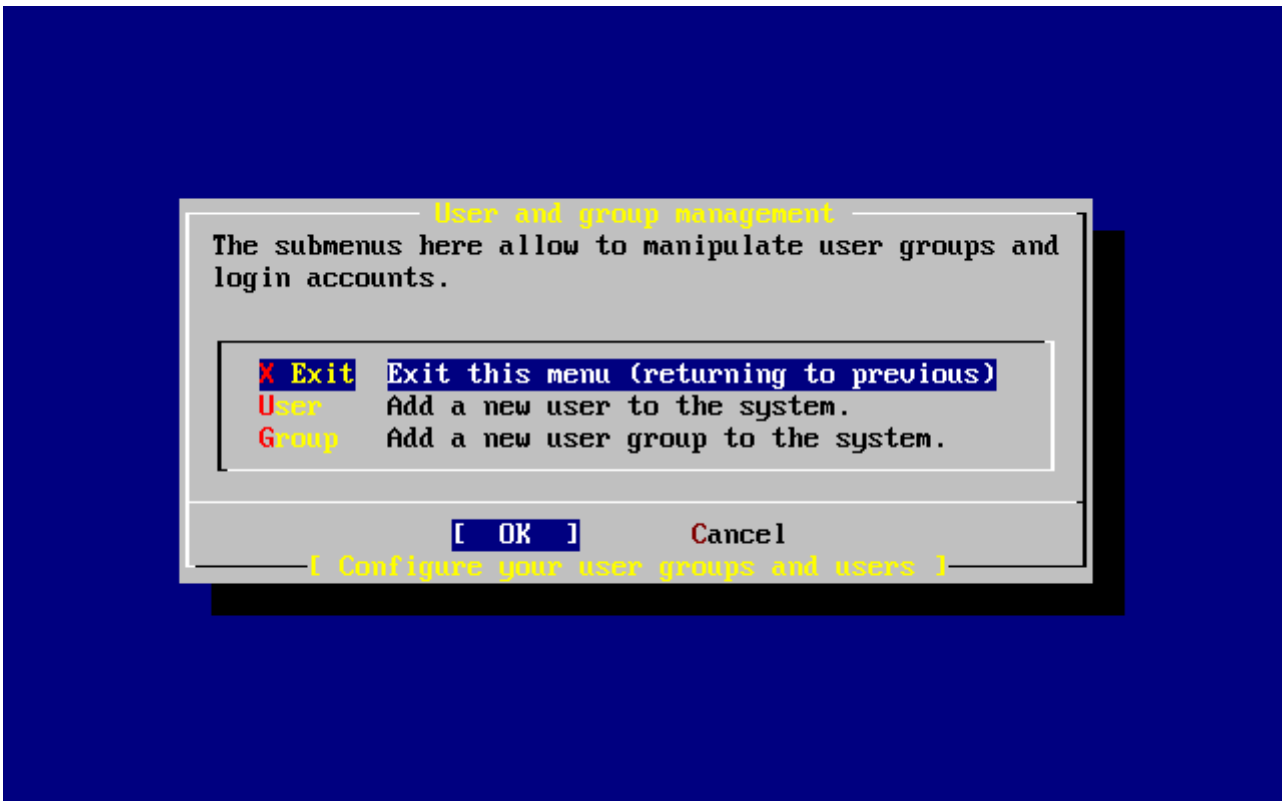 User and group management
The submenus here allow to manipulate user groups and
login accounts.
X Exit Exit this menu (returning to previous)
User Add a new user to the system.
Group Add a new user group to the system.
[ OK ] Cancel
[ Configure your user groups and users ]